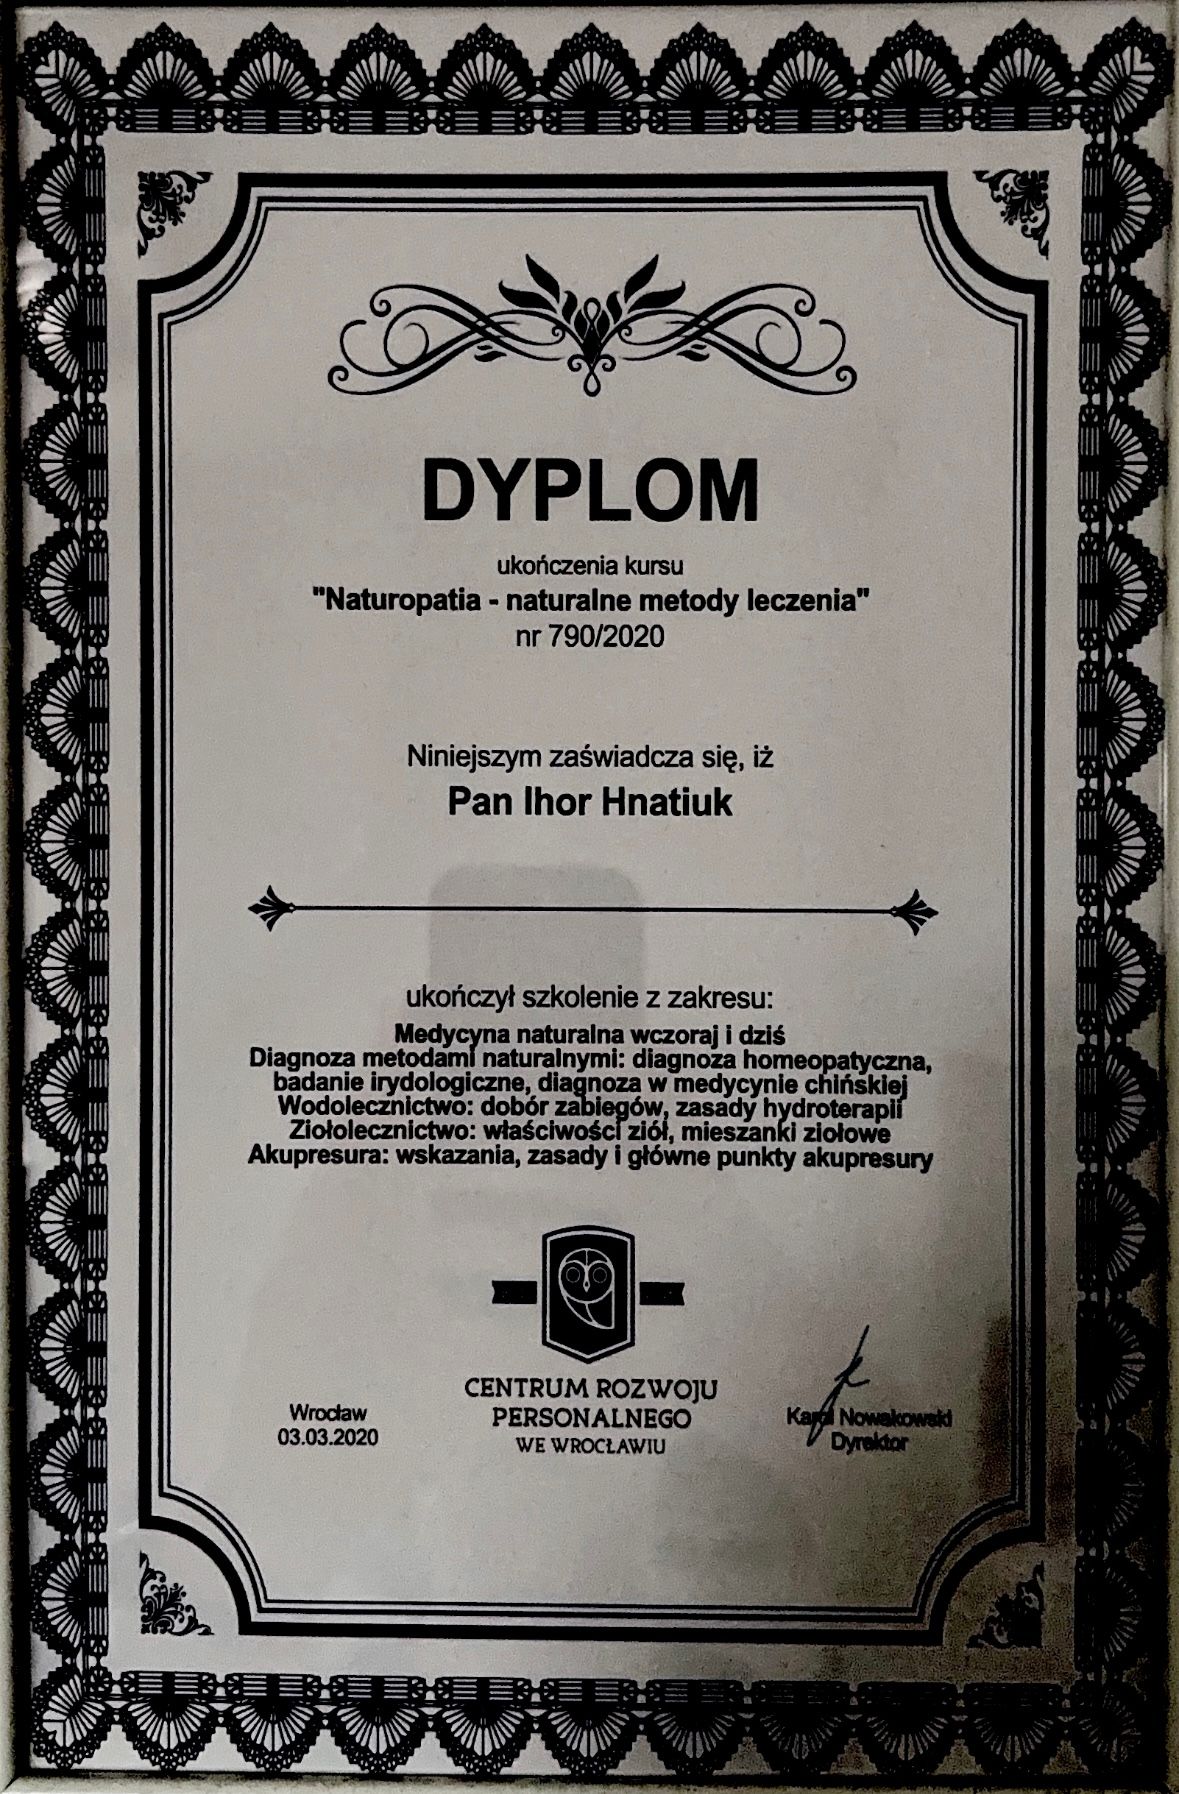 DYPLOM
ukończenia kursu
"Naturopatia - naturalne metody leczenia"
nr 790/2020
Niniejszym zaświadcza się, iż
Pan Ihor Hnatiuk
ukończył szkolenie z zakresu:
Medycyna naturalna wczoraj i dziś
Diagnoza metodami naturalnymi: diagnoza homeopatyczna,
badanie irydologiczne, diagnoza w medycynie chińskiej
Wodolecznictwo: dobór zabiegów, zasady hydroterapii
Ziołolecznictwo: właściwości ziół, mieszanki ziołowe
Akupresura: wskazania, zasady i główne punkty akupresury
CENTRUM ROZWOJU
PERSONALNEGO
WE WROCŁAWIU
Wrocław
03.03.2020
Karol Nowakowski
Dyrektor